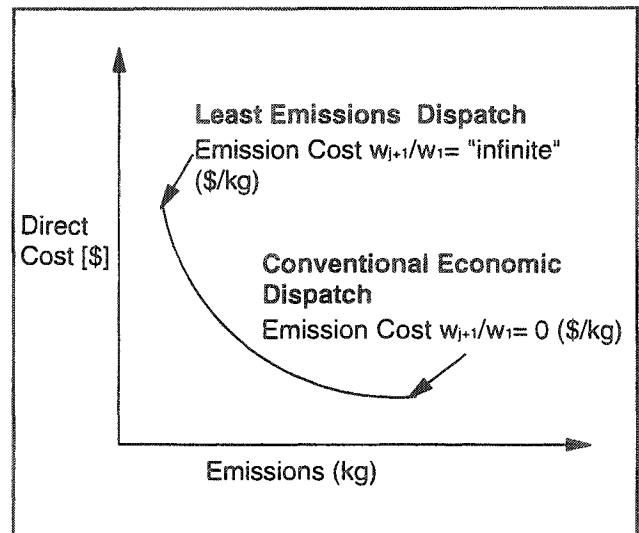 Least Emissions Dispatch
Emission Cost wj+1/w1= "infinite"
($/kg)
Direct
Cost [$]
Conventional Economic
Dispatch
Emission Cost wj+1/w1= 0 ($/kg)
Emissions (kg)